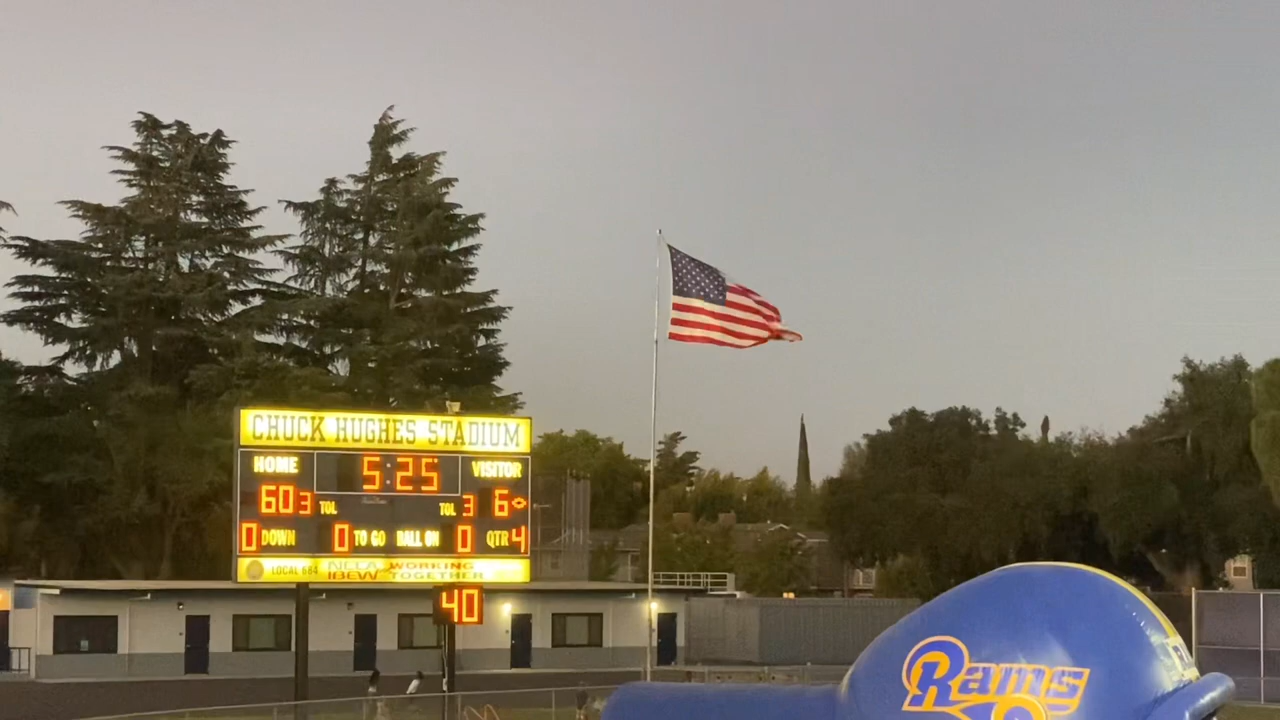 CHUCK HUGHES STADIUM
HOME 5:25 VISITOR
60 3 TOL TOL 3 6
0 DOWN 0 TO GO BALL ON 0 QTR 4
LOCAL 684 NLCA IBEW WORKING TOGETHER
40
Rams